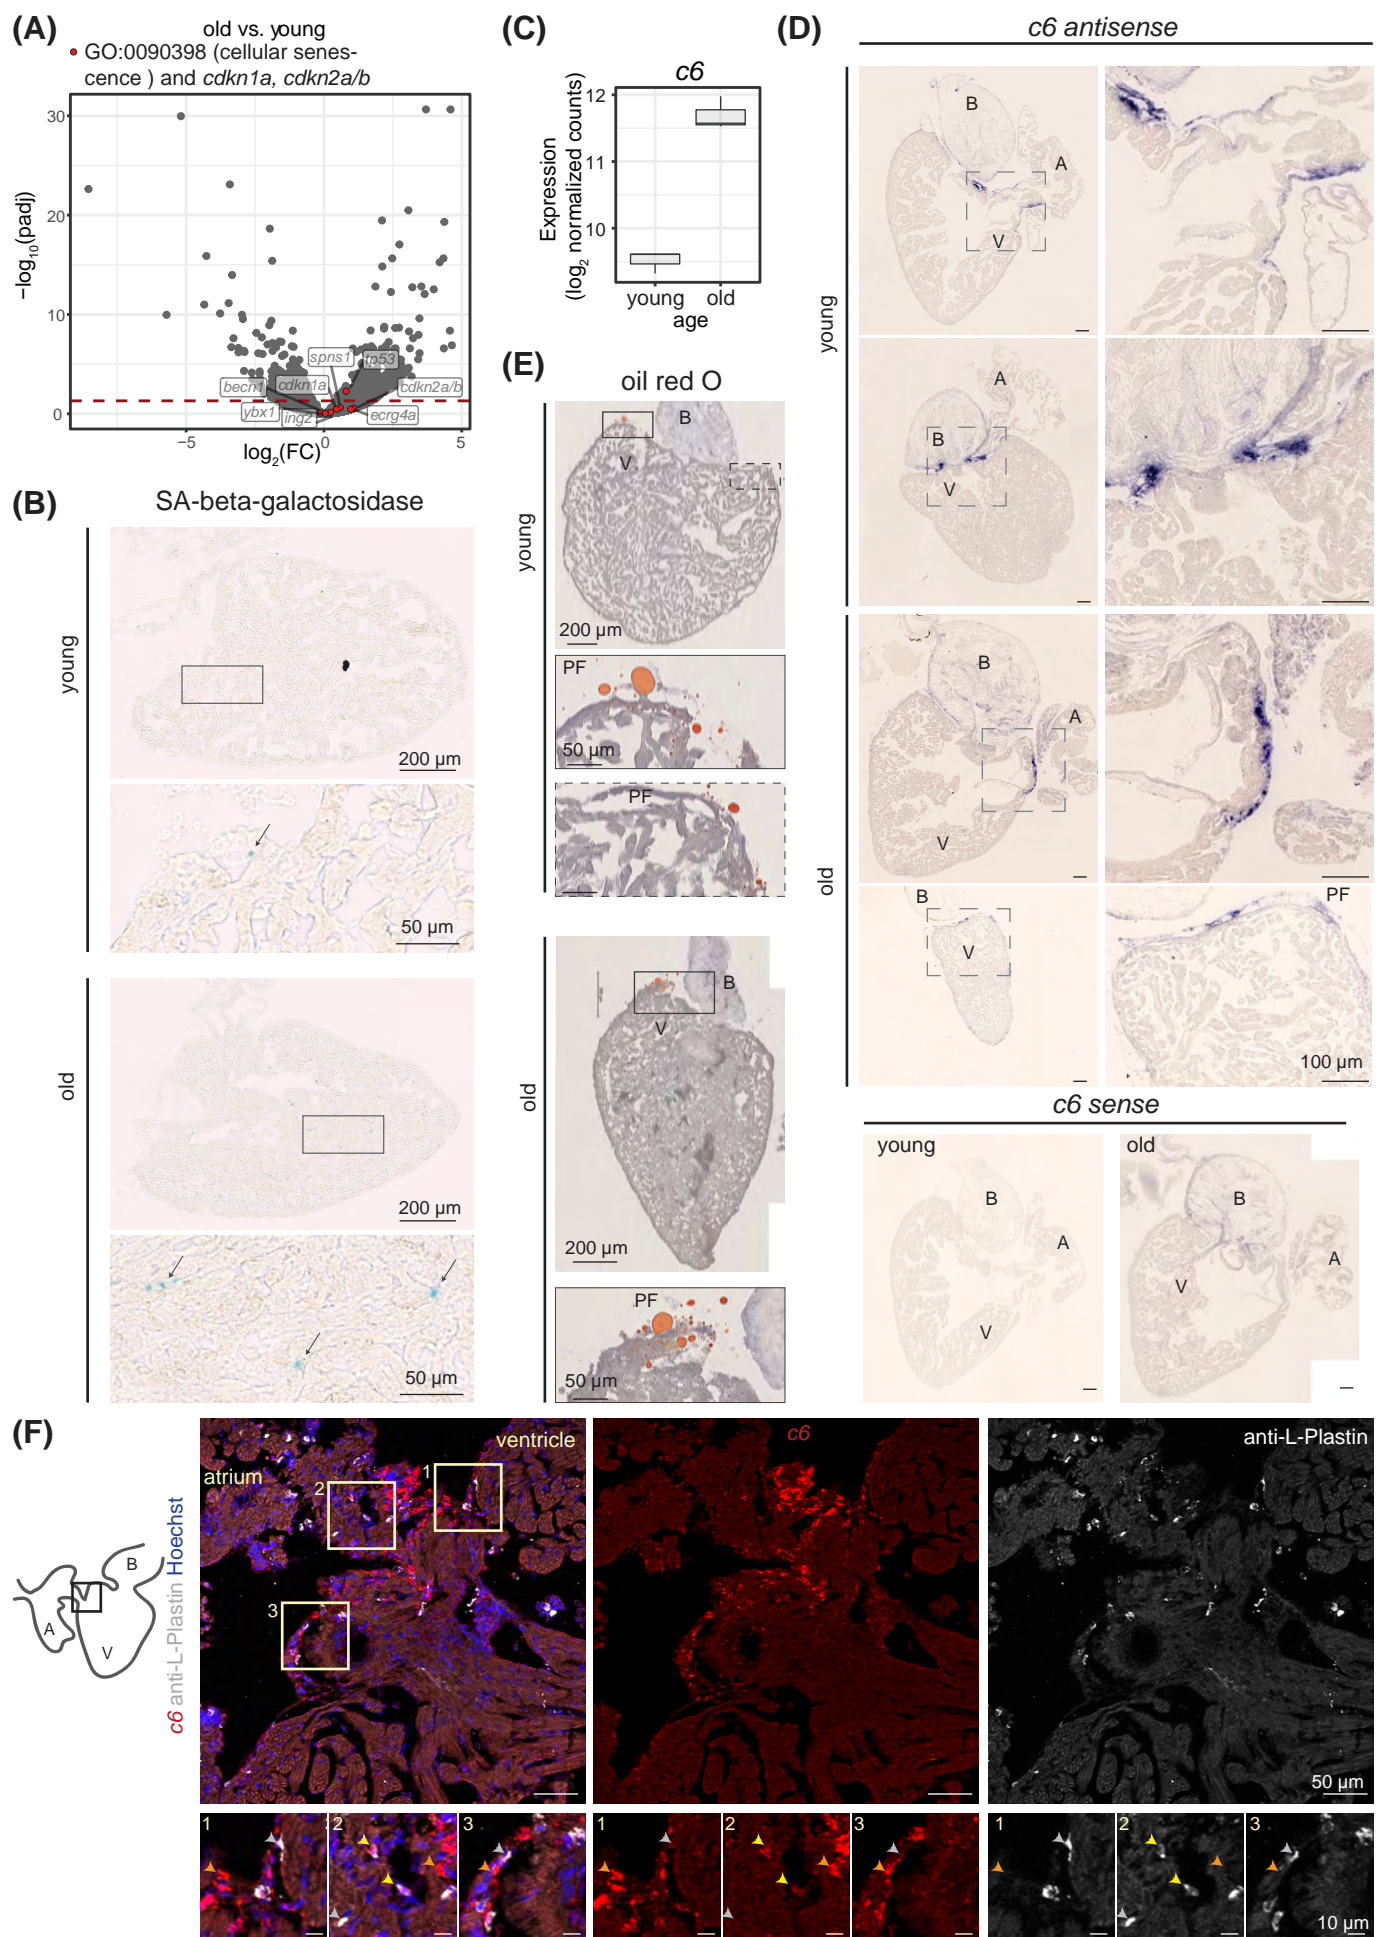 (A)
old vs. young
GO:0090398 (cellular senes-
cence ) and cdkn1a, cdkn2a/b
−log10(padj)
30
20
10
0
spns1
tp53
becn1
cdkn1a
cdkn2a/b
ybx1
ing2
ecrg4a
−5
0
5
log2(FC)
(B)
SA-beta-galactosidase
young
200 µm
50 µm
old
200 µm
50 µm
(C)
c6
Expression
(log2 normalized counts)
12
11
10
young
old
age
(D)
c6 antisense
young
B
A
V
A
B
V
old
B
A
V
B
V
PF
100 µm
c6 sense
young
B
A
V
old
B
A
V
(E)
oil red O
young
B
V
200 µm
PF
50 µm
PF
old
B
V
200 µm
PF
50 µm
(F)
B
A
V
c6 anti-L-Plastin Hoechst
ventricle
atrium
1
2
3
c6
anti-L-Plastin
50 µm
1
2
3
1
2
3
1
2
3
10 µm